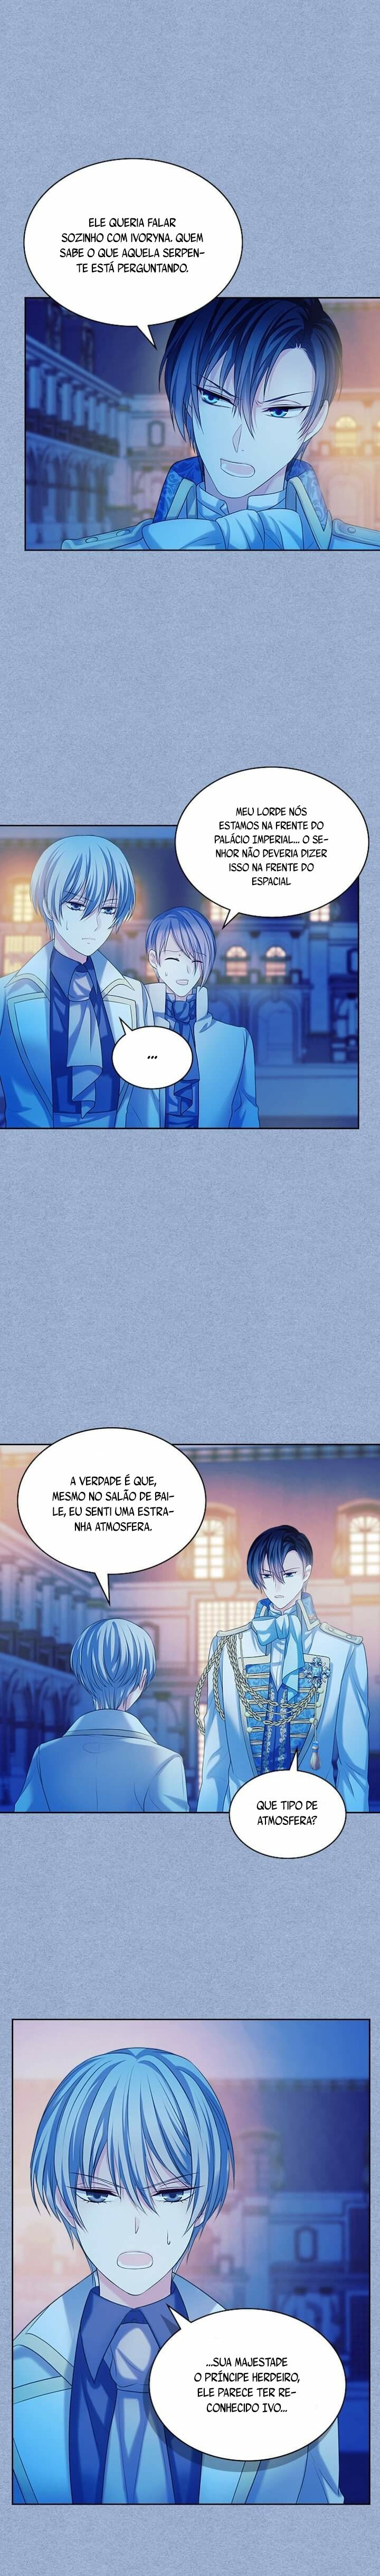 ELE QUERIA FALAR
SOZINHO COM IVORYNA. QUEM
SABE O QUE AQUELA SERPEN-
TE ESTÁ PERGUNTANDO.
MEU LORDE NÓS
ESTAMOS NA FRENTE DO
PALÁCIO IMPERIAL... O SE-
NHOR NÃO DEVERIA DIZER
ISSO NA FRENTE DO
ESPACIAL
...
A VERDADE É QUE,
MESMO NO SALÃO DE BAI-
LE, EU SENTI UMA ESTRA-
NHA ATMOSFERA.
QUE TIPO DE
ATMOSFERA?
...SUA MAJESTADE
O PRÍNCIPE HERDEIRO,
ELE PARECE TER RE-
CONHECIDO IVO...